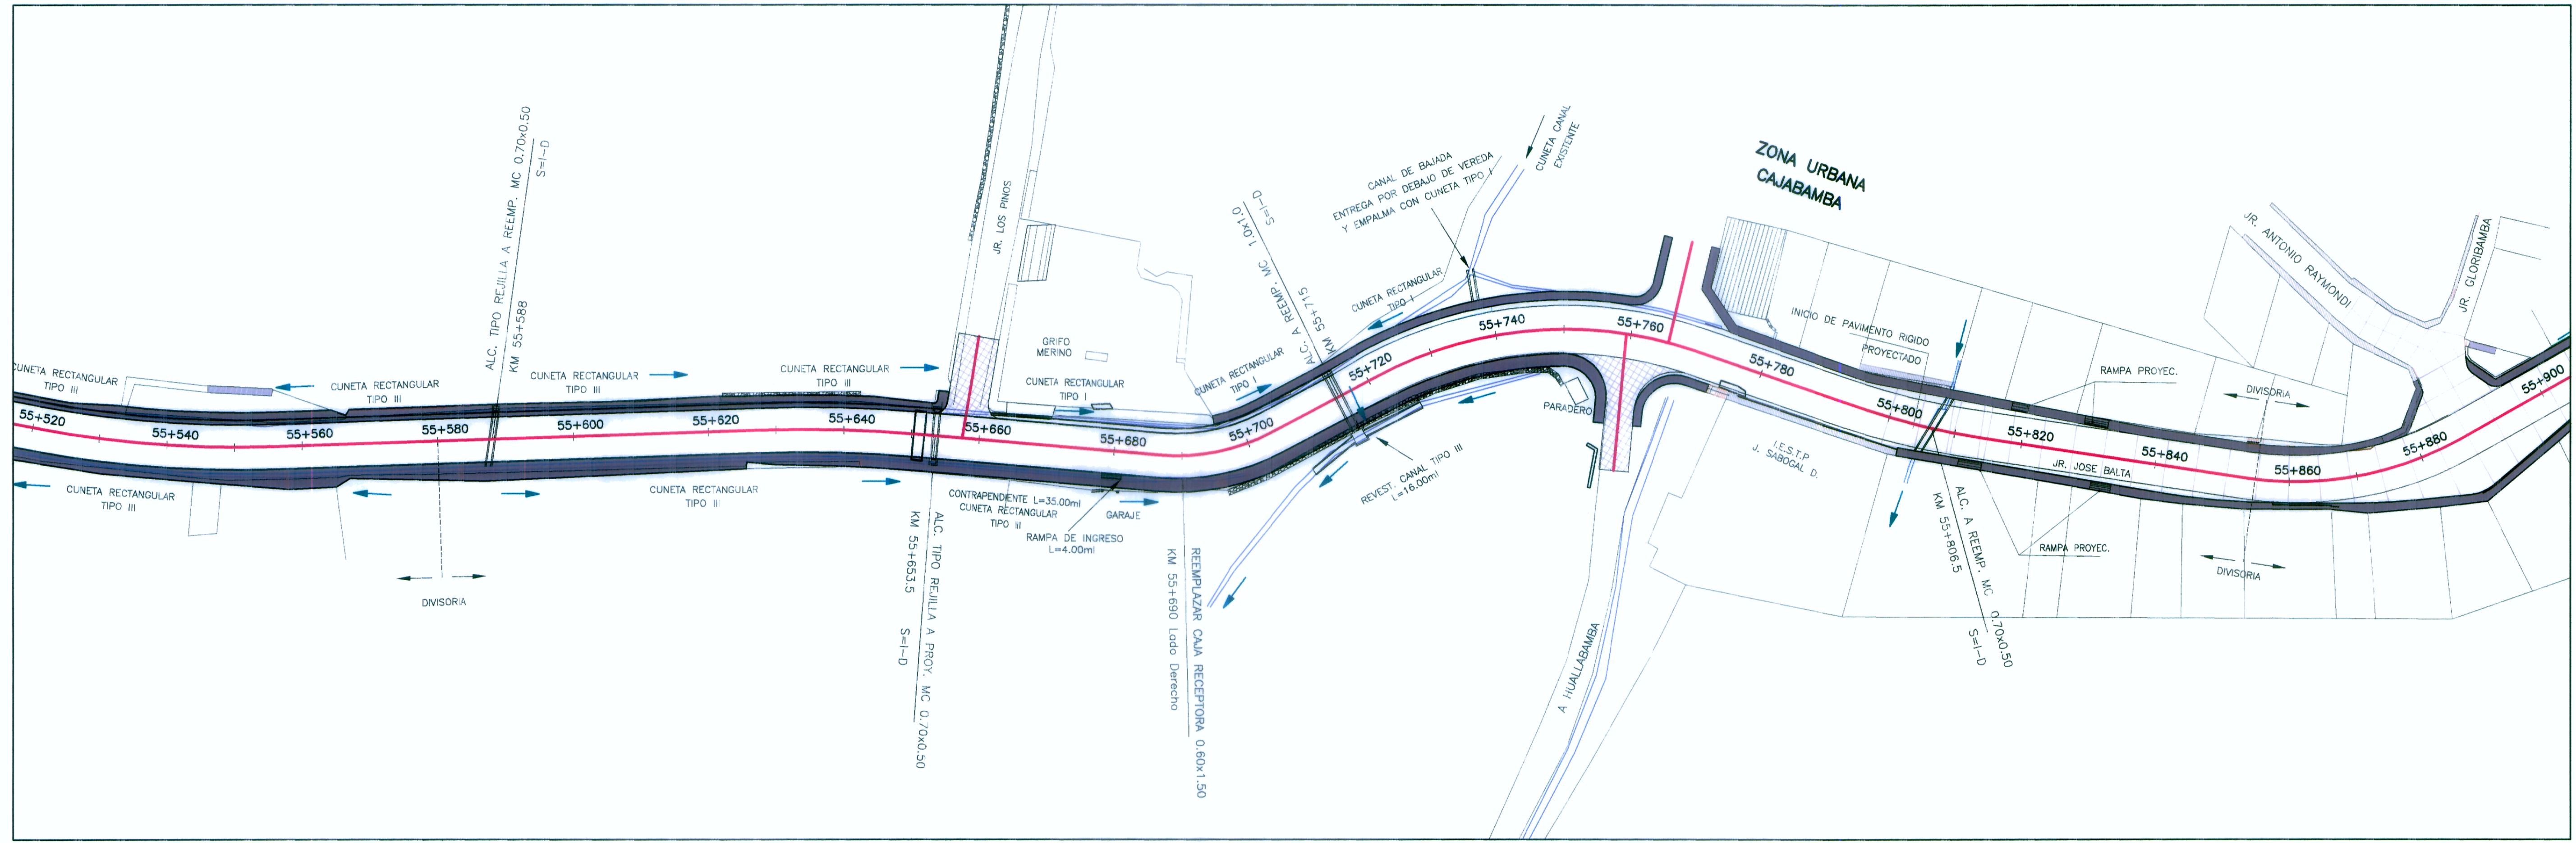 CUNETA RECTANGULAR
TIPO III
ALC. TIPO REJILLA A REEMP. MC 0.70x0.50
S=I-D
KM 55+588
CUNETA RECTANGULAR
TIPO III
CUNETA RECTANGULAR
TIPO III
CUNETA RECTANGULAR
TIPO III
JR. LOS PINOS
GRIFO
MERINO
CUNETA RECTANGULAR
TIPO I
CUNETA RECTANGULAR
TIPO I
ALC. A REEMP. MC 1.0x1.0
S=I-D
KM 55+715
CANAL DE BAJADA
ENTREGA POR DEBAJO DE VEREDA
Y EMPALMA CON CUNETA TIPO I
CUNETA CANAL
EXISTENTE
CUNETA RECTANGULAR
TIPO I
ZONA URBANA
CAJABAMBA
INICIO DE PAVIMENTO RIGIDO
PROYECTADO
RAMPA PROYEC.
DIVISORIA
JR. ANTONIO RAYMONDI
JR. GLORIBAMBA
55+520
55+540
55+560
55+580
55+600
55+620
55+640
55+660
55+680
55+700
55+720
55+740
55+760
55+780
55+800
55+820
55+840
55+860
55+880
55+900
CUNETA RECTANGULAR
TIPO III
DIVISORIA
CUNETA RECTANGULAR
TIPO III
KM 55+653.5
S=I-D
ALC. TIPO REJILLA A PROY. MC 0.70x0.50
CONTRAPENDIENTE L=35.00ml
CUNETA RECTANGULAR
TIPO III
GARAJE
RAMPA DE INGRESO
L=4.00ml
KM 55+690 Lado Derecho
REEMPLAZAR CAJA RECEPTORA 0.60x1.50
REVEST. CANAL TIPO III
L=16.00ml
PARADERO
A HUALLABAMBA
I.E.S.T.P
J. SABOGAL D.
JR. JOSE BALTA
KM 55+806.5
ALC. A REEMP. MC 0.70x0.50
S=I-D
RAMPA PROYEC.
DIVISORIA